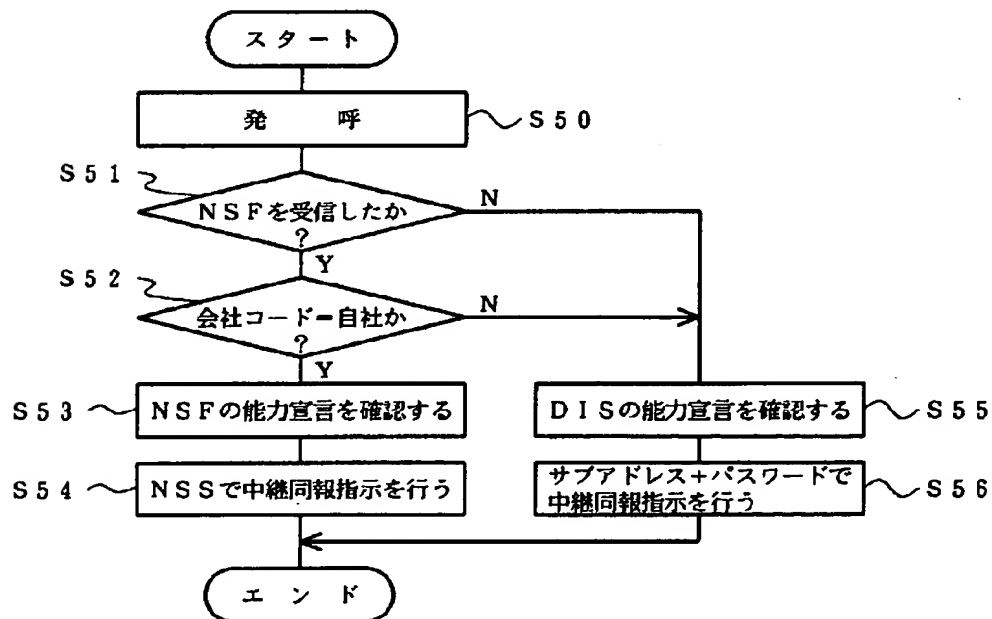 スタート
発　呼
S50
S51
NSFを受信したか
?
N
Y
S52
会社コード=自社か
?
N
Y
S53
NSFの能力宣言を確認する
DISの能力宣言を確認する
S55
S54
NSSで中継同報指示を行う
サブアドレス+パスワードで
中継同報指示を行う
S56
エンド